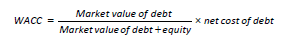 WACC = Market value of debt / Market value of debt +equity × net cost of debt